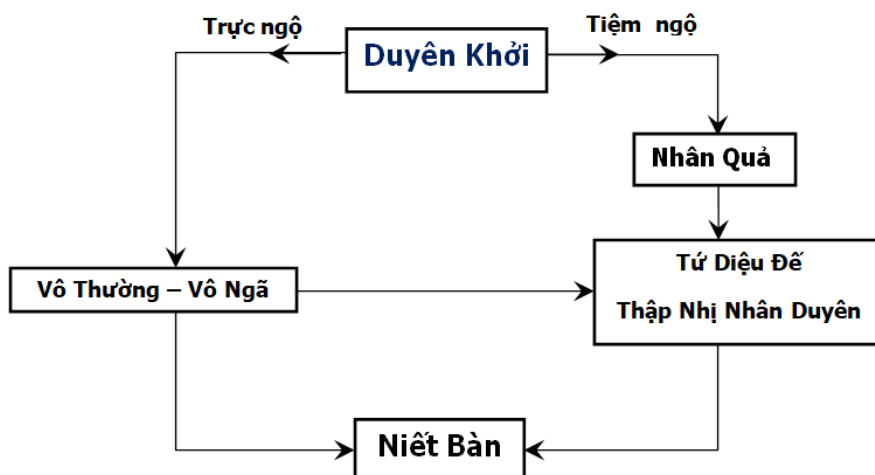 Trực ngộ
Duyên Khởi
Tiệm ngộ
Nhân Quả
Vô Thường – Vô Ngã
Tứ Diệu Đế
Thập Nhị Nhân Duyên
Niết Bàn